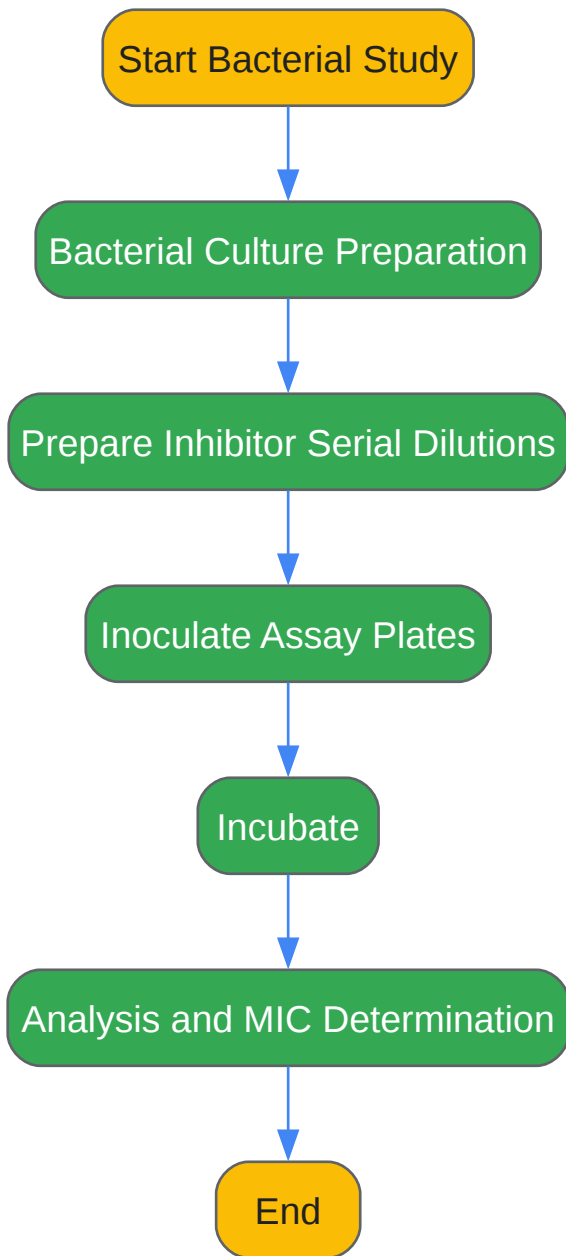 Start Bacterial Study
Bacterial Culture Preparation
Prepare Inhibitor Serial Dilutions
Inoculate Assay Plates
Incubate
Analysis and MIC Determination
End